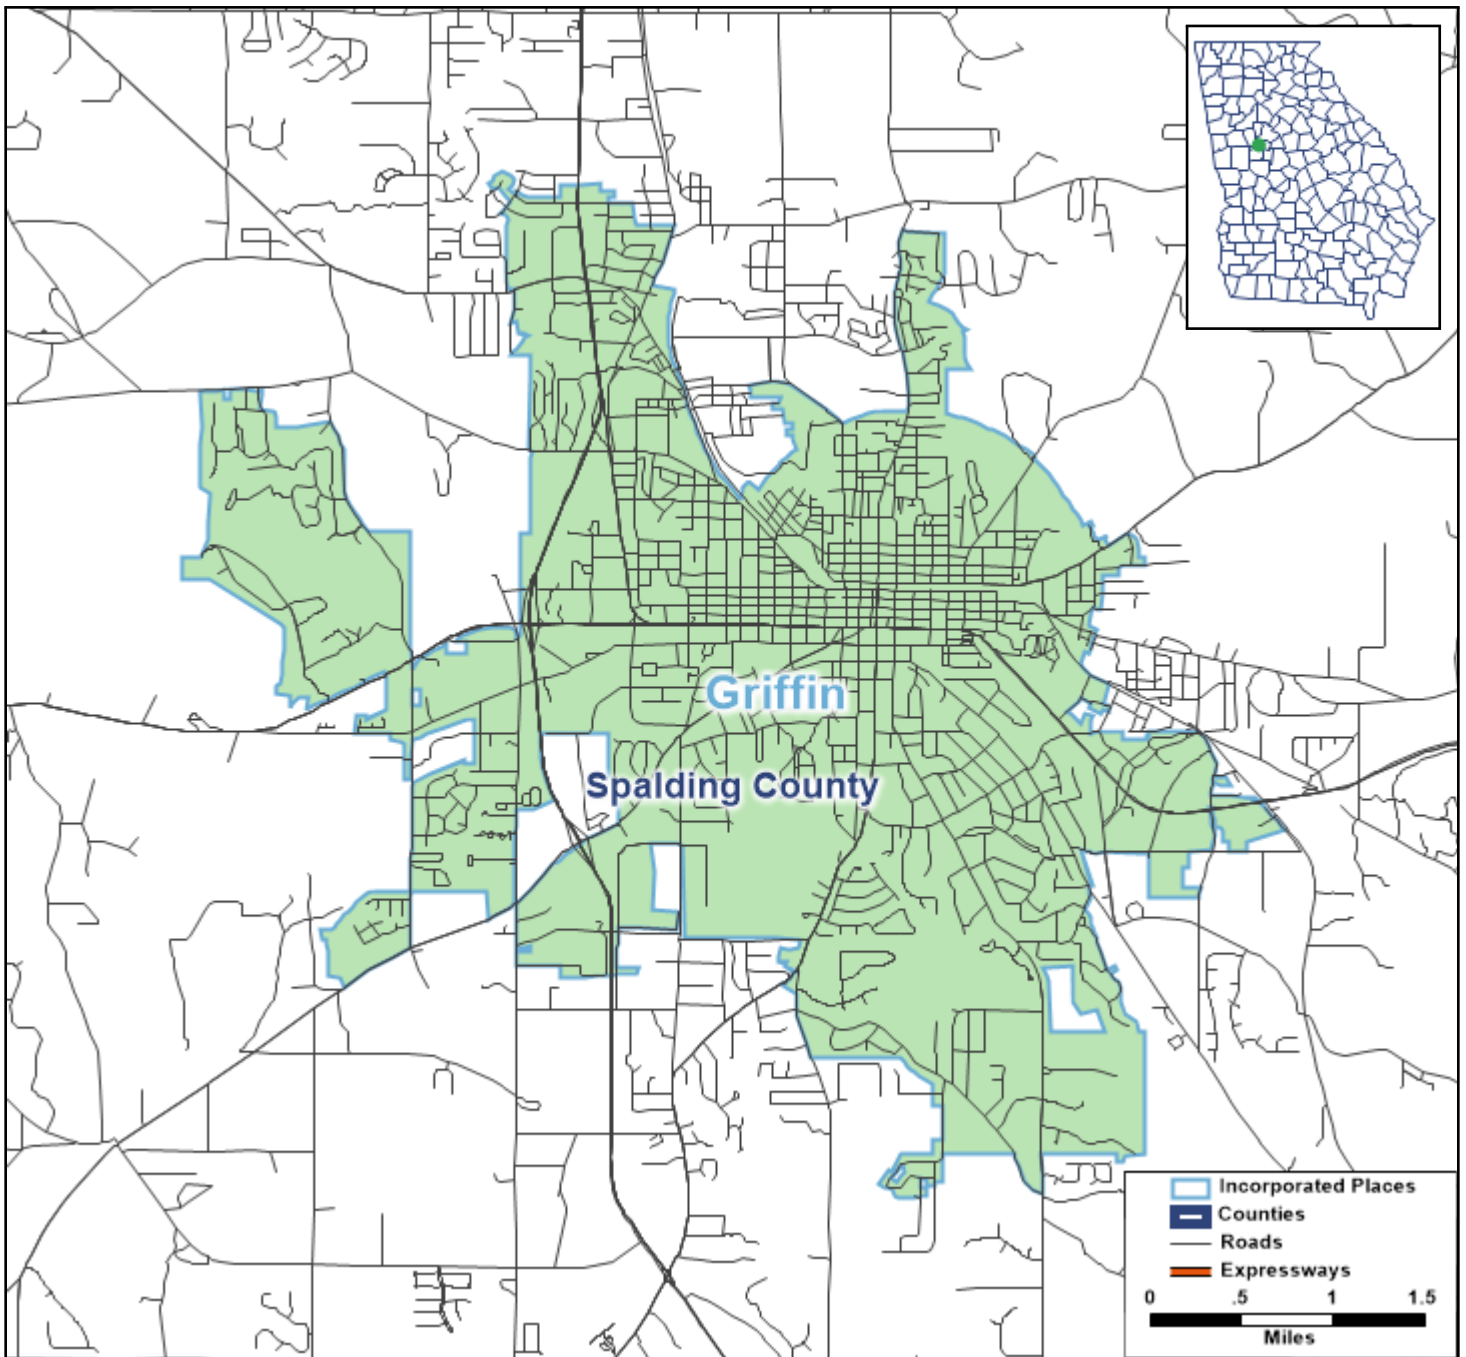 Griffin
Spalding County
Incorporated Places
Counties
Roads
Expressways
0 .5 1 1.5
Miles